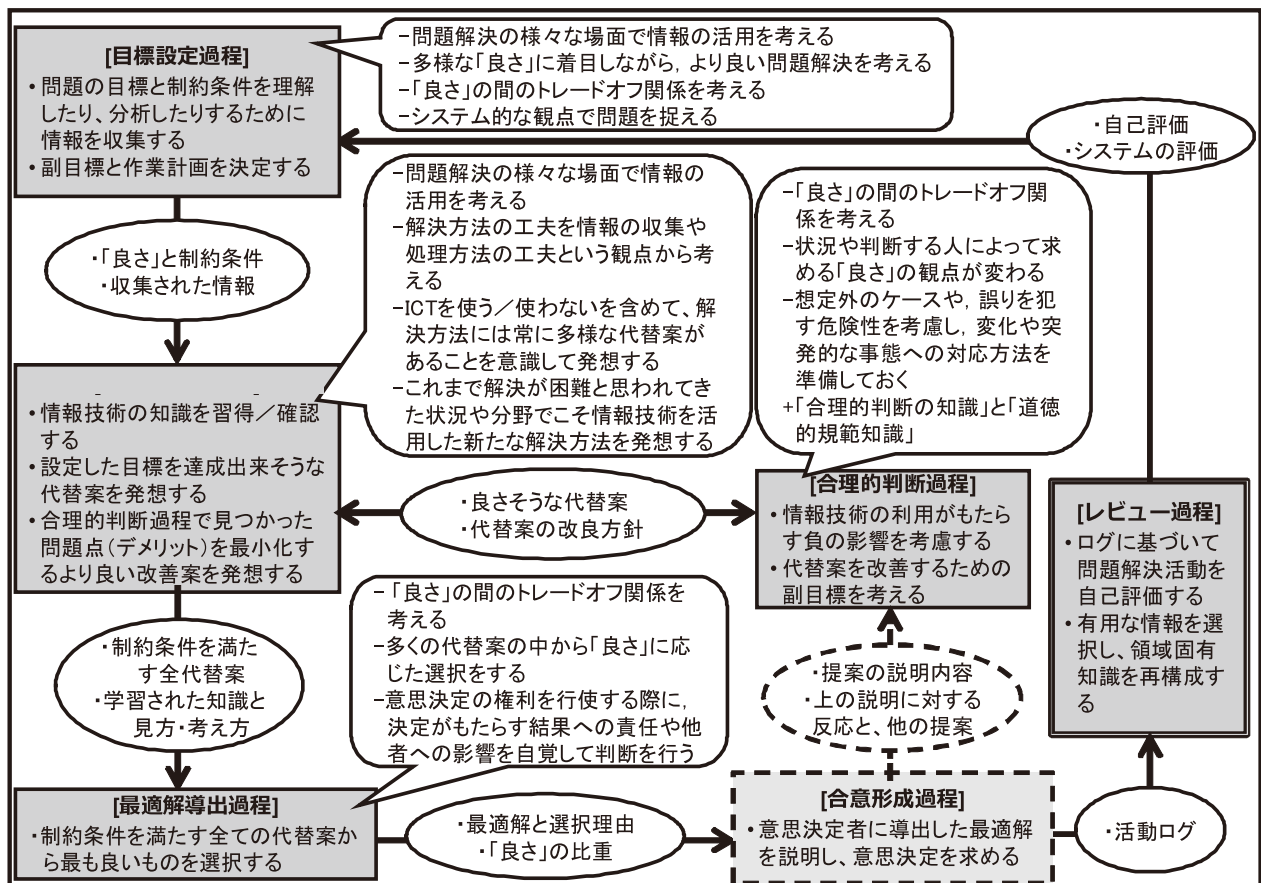 [目標設定過程]
・問題の目標と制約条件を理解
したり、分析したりするために
情報を収集する
・副目標と作業計画を決定する
-問題解決の様々な場面で情報の活用を考える
-多様な「良さ」に着目しながら，より良い問題解決を考える
-「良さ」の間のトレードオフ関係を考える
-システム的な観点で問題を捉える
・自己評価
・システムの評価
・「良さ」と制約条件
・収集された情報
-問題解決の様々な場面で情報の
活用を考える
-解決方法の工夫を情報の収集や
処理方法の工夫という観点から考
える
-ICTを使う／使わないを含めて、解
決方法には常に多様な代替案が
あることを意識して発想する
-これまで解決が困難と思われてき
た状況や分野でこそ情報技術を活
用した新たな解決方法を発想する
-「良さ」の間のトレードオフ関
係を考える
-状況や判断する人によって求
める「良さ」の観点が変わる
-想定外のケースや，誤りを犯
す危険性を考慮し，変化や突
発的な事態への対応方法を
準備しておく
+「合理的判断の知識」と「道徳
的規範知識」
・情報技術の知識を習得／確認
する
・設定した目標を達成出来そうな
代替案を発想する
・合理的判断過程で見つかった
問題点（デメリット）を最小化す
るより良い改善案を発想する
・良さそうな代替案
・代替案の改良方針
[合理的判断過程]
・情報技術の利用がもたら
す負の影響を考慮する
・代替案を改善するための
副目標を考える
[レビュー過程]
・ログに基づいて
問題解決活動を
自己評価する
・有用な情報を選
択し、領域固有
知識を再構成す
る
・制約条件を満た
す全代替案
・学習された知識と
見方・考え方
-「良さ」の間のトレードオフ関係を
考える
-多くの代替案の中から「良さ」に応
じた選択をする
-意思決定の権利を行使する際に，
決定がもたらす結果への責任や他
者への影響を自覚して判断を行う
・提案の説明内容
・上の説明に対する
反応と、他の提案
[最適解導出過程]
・制約条件を満たす全ての代替案か
ら最も良いものを選択する
・最適解と選択理由
・「良さ」の比重
[合意形成過程]
・意思決定者に導出した最適解
を説明し、意思決定を求める
・活動ログ